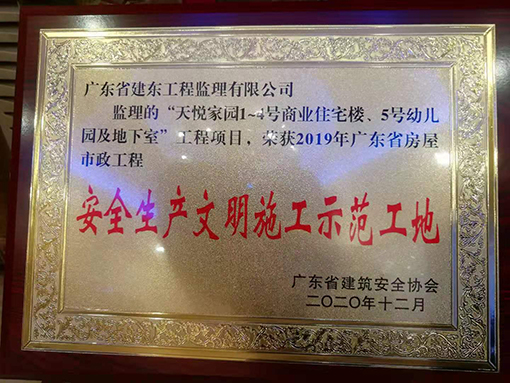 广东省建东工程监理有限公司
监理的“天悦家园1~4号商业住宅楼、5号幼儿
园及地下室”工程项目，荣获2019年广东省房屋
市政工程
安全生产文明施工示范工地
广东省建筑安全协会
二〇二〇年十二月